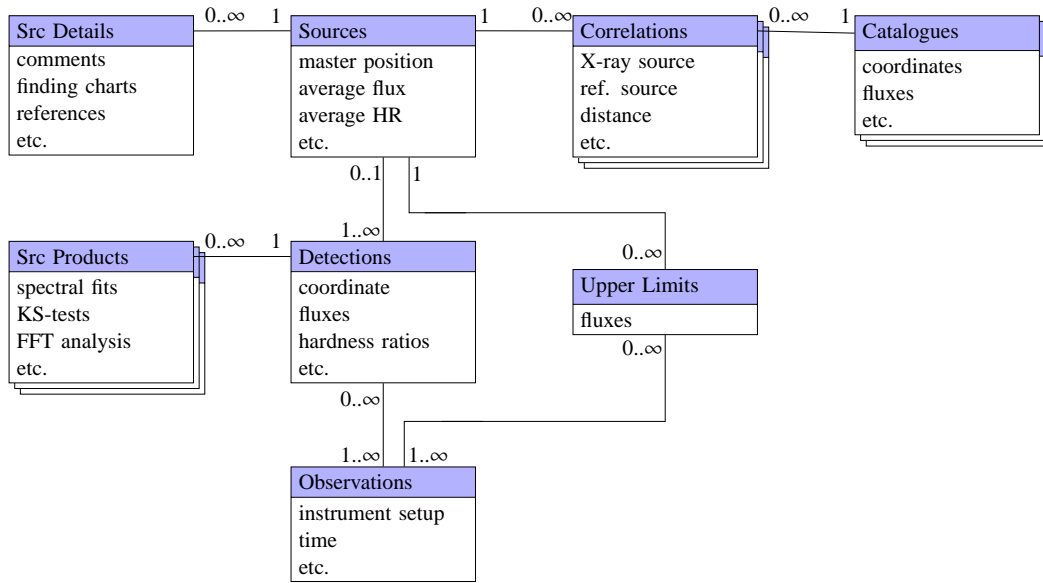 0..∞ 1 1 0..∞ 0..∞ 1
Src Details
comments
finding charts
references
etc.
Sources
master position
average flux
average HR
etc.
Correlations
X-ray source
ref. source
distance
etc.
Catalogues
coordinates
fluxes
etc.
0..1 1
1..∞
0..∞ 1
0..∞
Src Products
spectral fits
KS-tests
FFT analysis
etc.
Detections
coordinate
fluxes
hardness ratios
etc.
Upper Limits
fluxes
0..∞
0..∞
1..∞ 1..∞
Observations
instrument setup
time
etc.